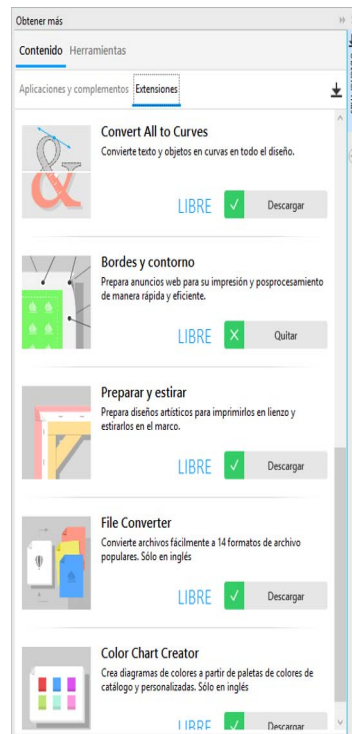 Obtener más
Contenido Herramientas
Aplicaciones y complementos Extensiones
Convert All to Curves
Convierte texto y objetos en curvas en todo el diseño.
LIBRE Descargar
Bordes y contorno
Prepara anuncios web para su impresión y posprocesamiento
de manera rápida y eficiente.
LIBRE Quitar
Preparar y estirar
Prepara diseños artísticos para imprimirlos en lienzo y
estirarlos en el marco.
LIBRE Descargar
File Converter
Convierte archivos fácilmente a 14 formatos de archivo
populares. Sólo en inglés
LIBRE Descargar
Color Chart Creator
Crea diagramas de colores a partir de paletas de colores de
catálogo y personalizadas. Sólo en inglés
LIBRE Descargar